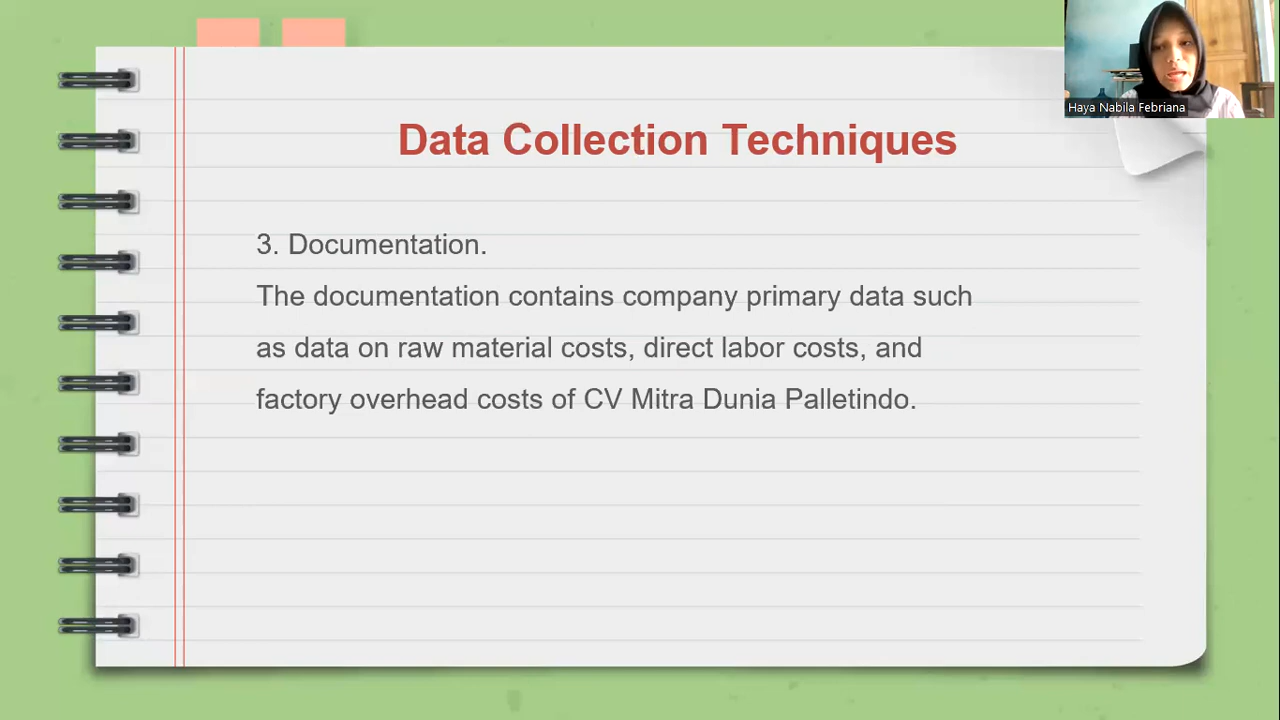 Haya Nabila Febriana
Data Collection Techniques
3. Documentation.
The documentation contains company primary data such
as data on raw material costs, direct labor costs, and
factory overhead costs of CV Mitra Dunia Palletindo.